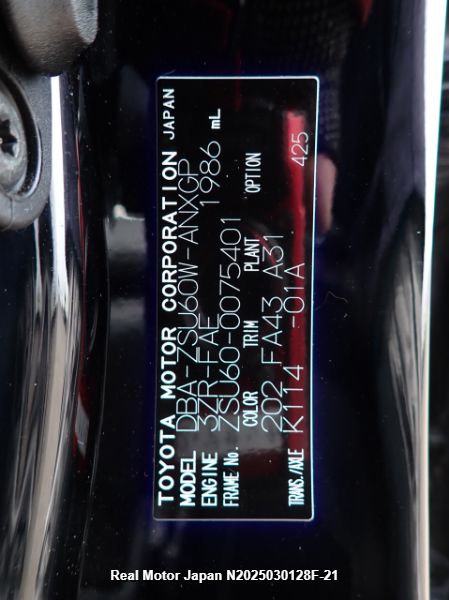 TOYOTA MOTOR CORPORATION JAPAN
MODEL DBA-ZSU60W-ANXGP
ENGINE 3ZR-FAE 1986 mL
FRAME No. ZSU60-0075401
COLOR TRIM PLANT OPTION
202 FA43 A31
TRANS./AXLE K114 -01A 425
Real Motor Japan N2025030128F-21